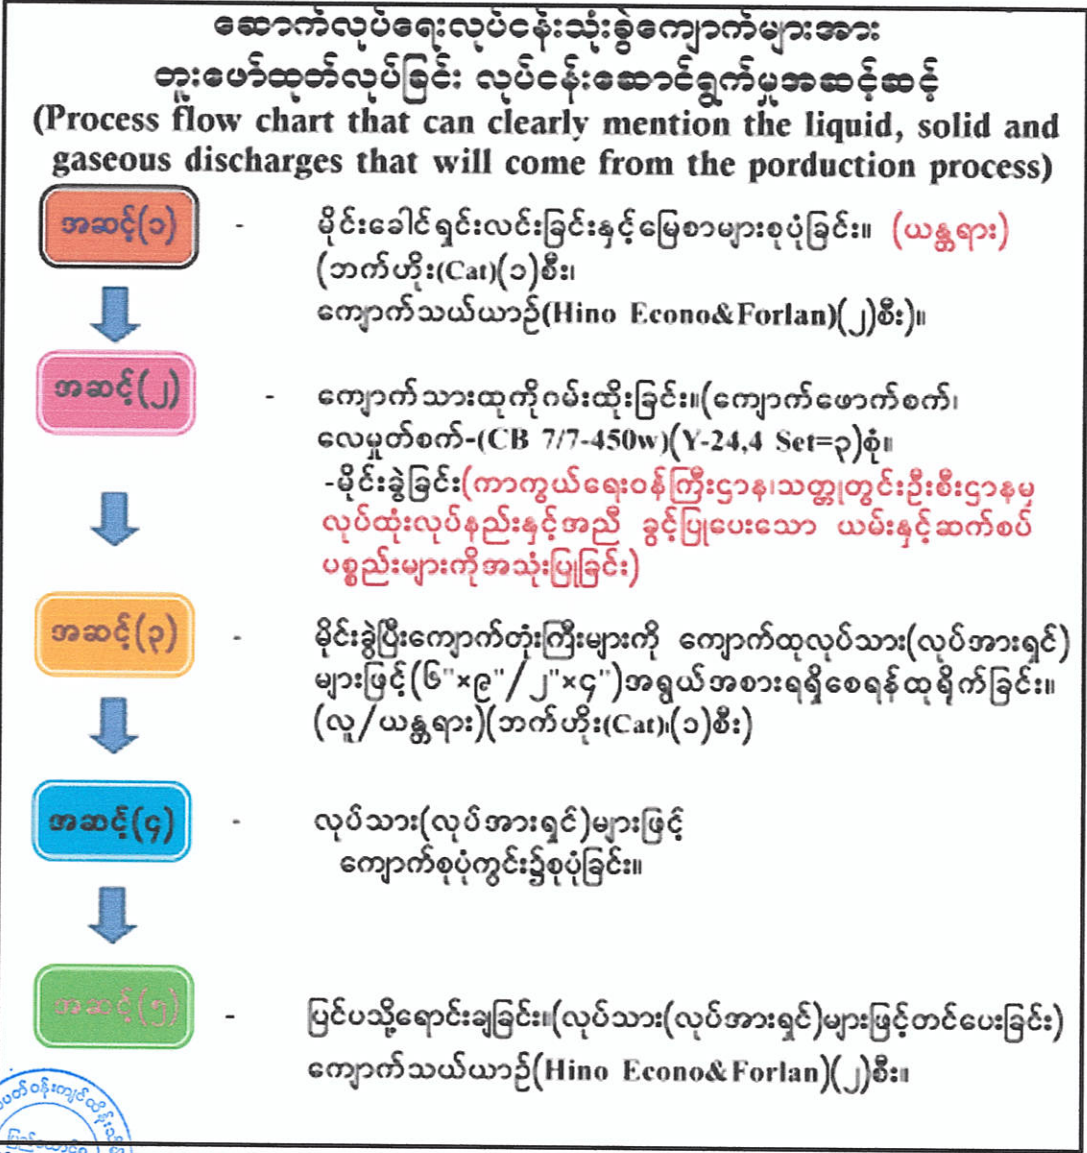 ဆောက်လုပ်ရေးလုပ်ငန်းသုံးခွဲကျောက်များအား
တူးဖော်ထုတ်လုပ်ခြင်း လုပ်ငန်းဆောင်ရွက်မှုအဆင့်ဆင့်
(Process flow chart that can clearly mention the liquid, solid and
gaseous discharges that will come from the porduction process)
အဆင့်(၁) - မိုင်းခေါင်ရှင်းလင်းခြင်းနှင့်မြေစာများစုပုံခြင်း။ (ယန္တရား)
(ဘက်ဟိုး(Cat)(၁)စီး၊
ကျောက်သယ်ယာဉ်(Hino Econo&Forlan)(၂)စီး)။
အဆင့်(၂) - ကျောက်သားထုကိုဂမ်းထိုးခြင်း။(ကျောက်ဖောက်စက်၊
လေမှုတ်စက်-(CB 7/7-450w)(Y-24,4 Set=၃)စုံ။
-မိုင်းခွဲခြင်း(ကာကွယ်ရေးဝန်ကြီးဌာန၊သတ္တုတွင်းဦးစီးဌာနမှ
လုပ်ထုံးလုပ်နည်းနှင့်အညီ ခွင့်ပြုပေးသော ယမ်းနှင့်ဆက်စပ်
ပစ္စည်းများကိုအသုံးပြုခြင်း)
အဆင့်(၃) - မိုင်းခွဲပြီးကျောက်တုံးကြီးများကို ကျောက်ထုလုပ်သား(လုပ်အားရှင်)
များဖြင့်(၆"×၉"/၂"×၄")အရွယ်အစားရရှိစေရန်ထုရိုက်ခြင်း။
(လူ/ယန္တရား)(ဘက်ဟိုး(Cat)၊(၁)စီး)
အဆင့်(၄) - လုပ်သား(လုပ်အားရှင်)များဖြင့်
ကျောက်စုပုံကွင်း၌စုပုံခြင်း။
အဆင့်(၅) - ပြင်ပသို့ရောင်းချခြင်း။(လုပ်သား(လုပ်အားရှင်)များဖြင့်တင်ပေးခြင်း)
ကျောက်သယ်ယာဉ်(Hino Econo&Forlan)(၂)စီး။